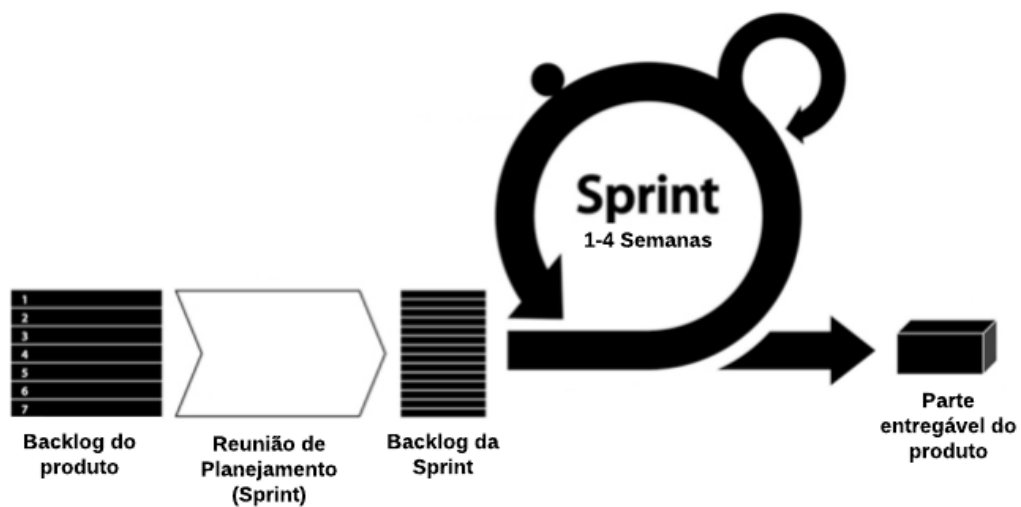 Sprint
1-4 Semanas
1
2
3
4
5
6
7
Backlog do
produto
Reunião de
Planejamento
(Sprint)
Backlog da
Sprint
Parte
entregável do
produto